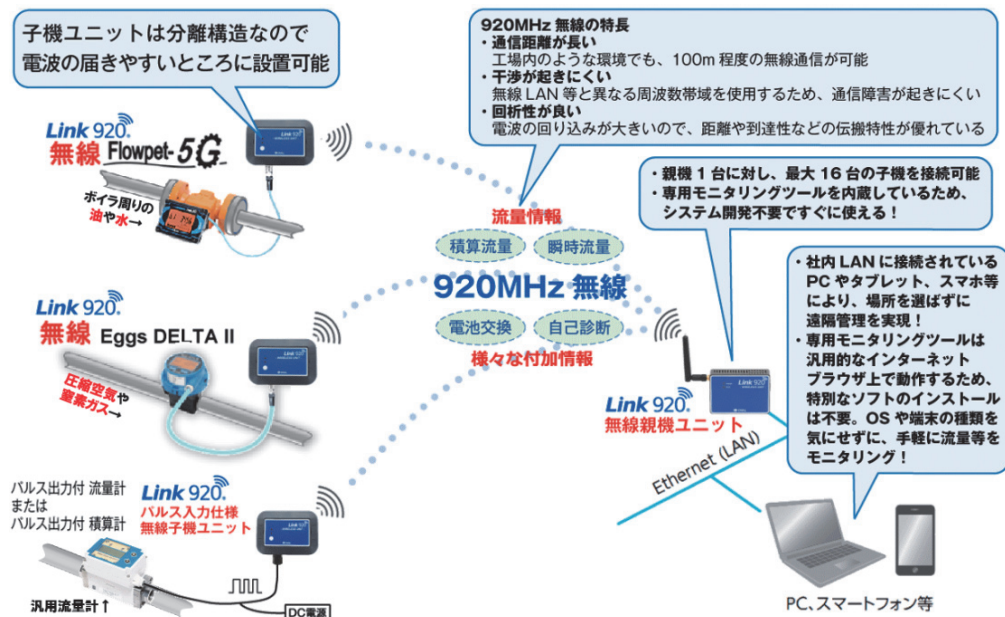 子機ユニットは分離構造なので
電波の届きやすいところに設置可能
920MHz 無線の特長
・通信距離が長い
工場内のような環境でも、100m 程度の無線通信が可能
・干渉が起きにくい
無線 LAN 等と異なる周波数帯域を使用するため、通信障害が起きにくい
・回析性が良い
電波の回り込みが大きいので、距離や到達性などの伝搬特性が優れている
Link 920®
無線 Flowpet-5G
ボイラ周りの
油や水→
Link 920
・親機 1 台に対し、最大 16 台の子機を接続可能
・専用モニタリングツールを内蔵しているため、
システム開発不要ですぐに使える！
流量情報
積算流量
瞬時流量
920MHz 無線
電池交換
自己診断
様々な付加情報
・社内 LAN に接続されている
PC やタブレット、スマホ等
により、場所を選ばずに
遠隔管理を実現！
・専用モニタリングツールは
汎用的なインターネット
ブラウザ上で動作するため、
特別なソフトのインストール
は不要。OS や端末の種類を
気にせずに、手軽に流量等を
モニタリング！
Link 920®
無線 Eggs DELTA II
圧縮空気や
窒素ガス→
Link 920
Link 920
Link 920®
無線親機ユニット
Ethernet (LAN)
パルス出力付 流量計
または
パルス出力付 積算計
Link 920®
パルス入力仕様
無線子機ユニット
Link 920
汎用流量計↑
DC電源
PC、スマートフォン等